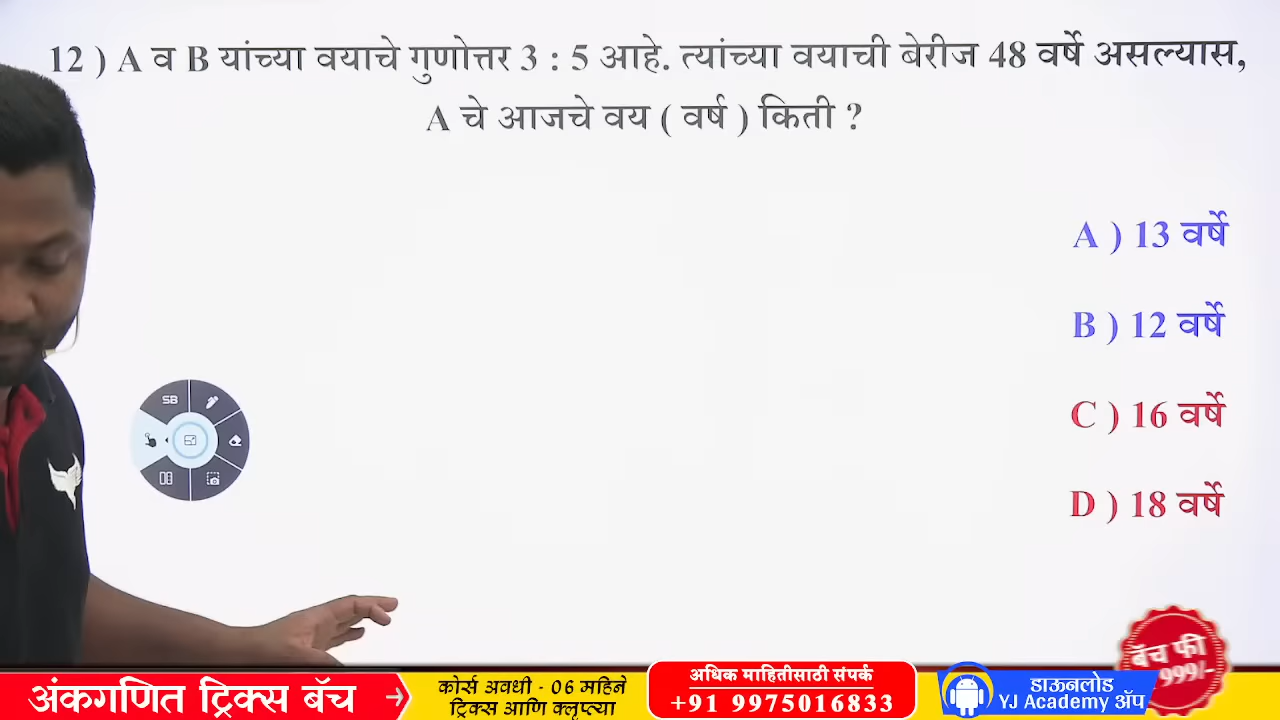 12 ) A व B यांच्या वयाचे गुणोत्तर 3 : 5 आहे. त्यांच्या वयाची बेरीज 48 वर्षे असल्यास,
A चे आजचे वय ( वर्ष ) किती ?
A ) 13 वर्षे
B ) 12 वर्षे
C ) 16 वर्षे
D ) 18 वर्षे
SB
बॅच फी
999/-
अंकगणित ट्रिक्स बॅच
कोर्स अवधी - 06 महिने
ट्रिक्स आणि क्लृप्त्या
अधिक माहितीसाठी संपर्क
+91 9975016833
डाऊनलोड
YJ Academy ॲप